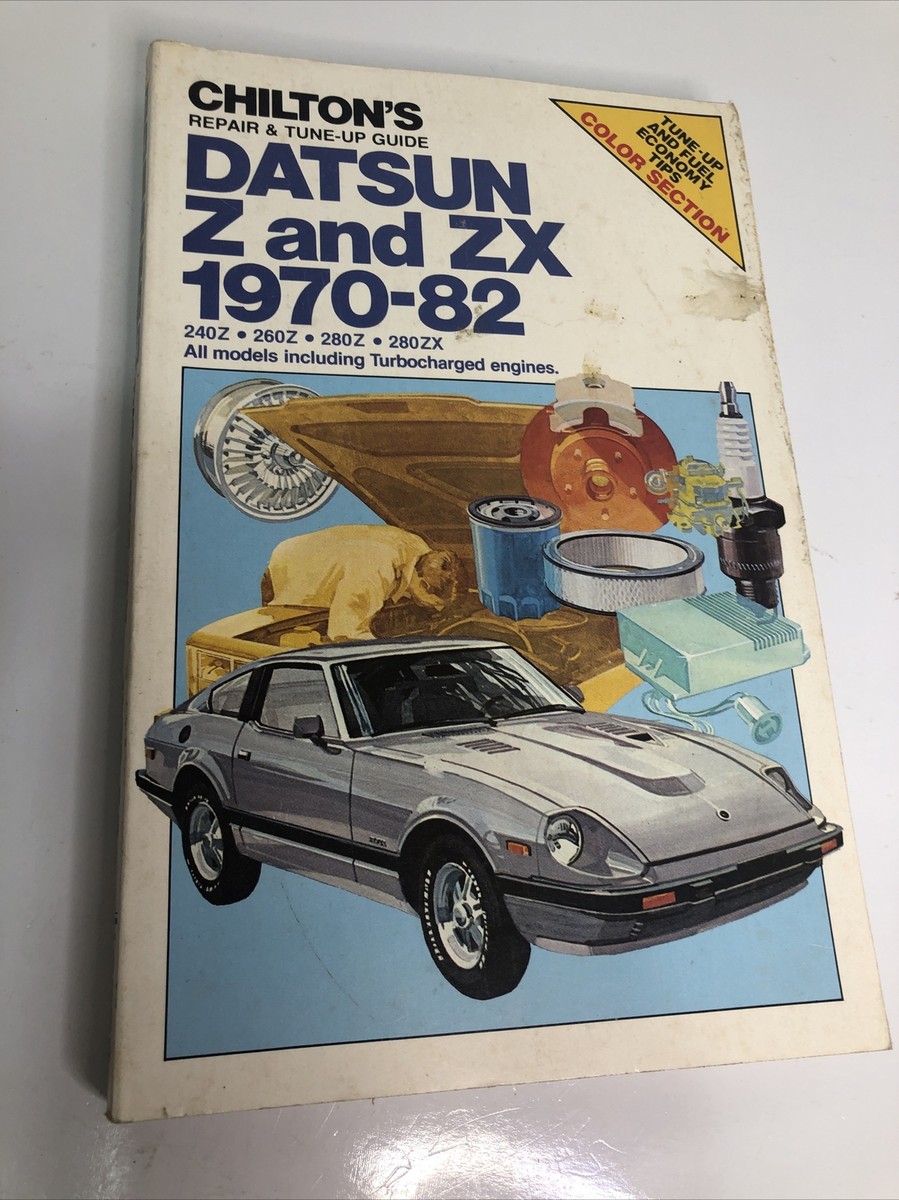 CHILTON'S
REPAIR & TUNE-UP GUIDE
DATSUN
Z and ZX
1970-82
240Z • 260Z • 280Z • 280ZX
All models including Turbocharged engines.
TUNE-UP
AND FUEL
ECONOMY
TIPS
COLOR SECTION